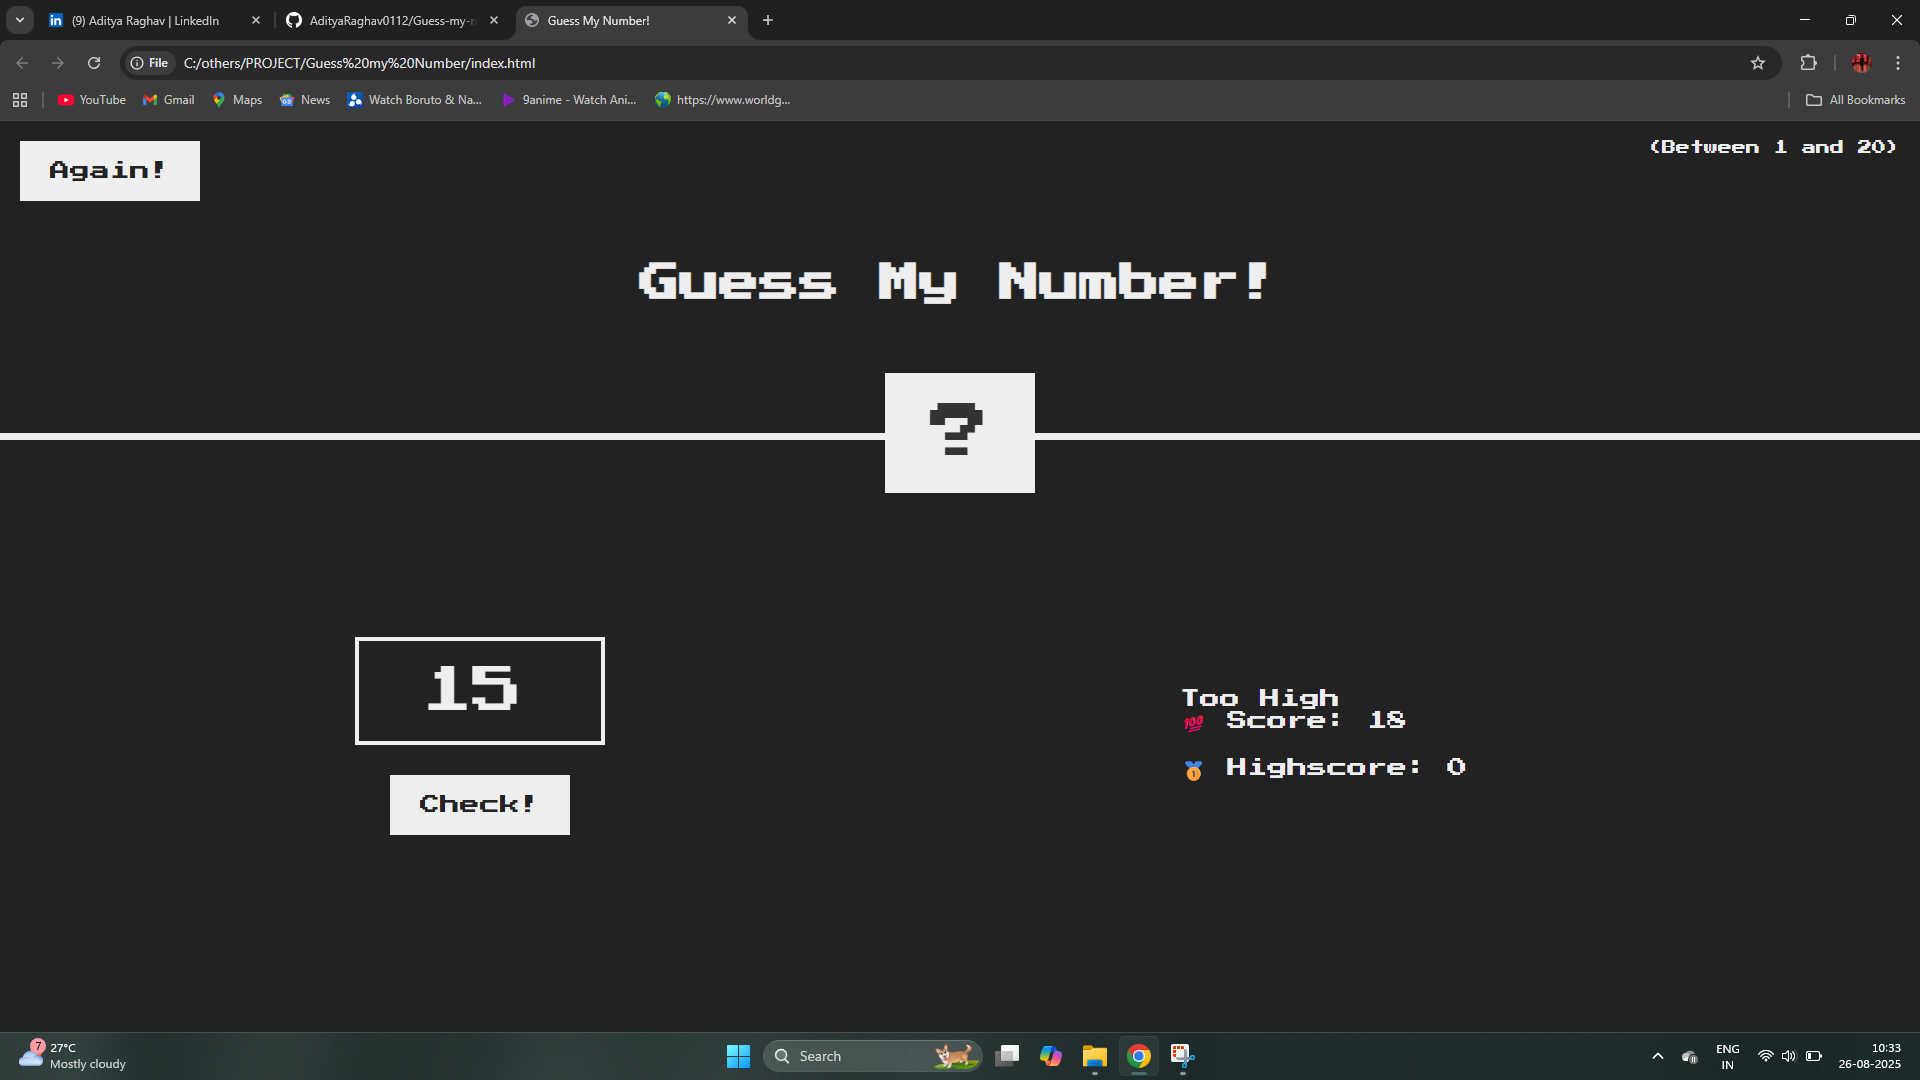 (9) Aditya Raghav | LinkedIn
AdityaRaghav0112/Guess-my-n
Guess My Number!
File
C:/others/PROJECT/Guess%20my%20Number/index.html
YouTube
Gmail
Maps
News
Watch Boruto & Na...
9anime - Watch Ani...
https://www.worldg...
All Bookmarks
Again!
(Between 1 and 20)
Guess My Number!
?
15
Check!
Too High
💯 Score: 18
🥇 Highscore: 0
7
27°C
Mostly cloudy
Search
ENG
IN
10:33
26-08-2025